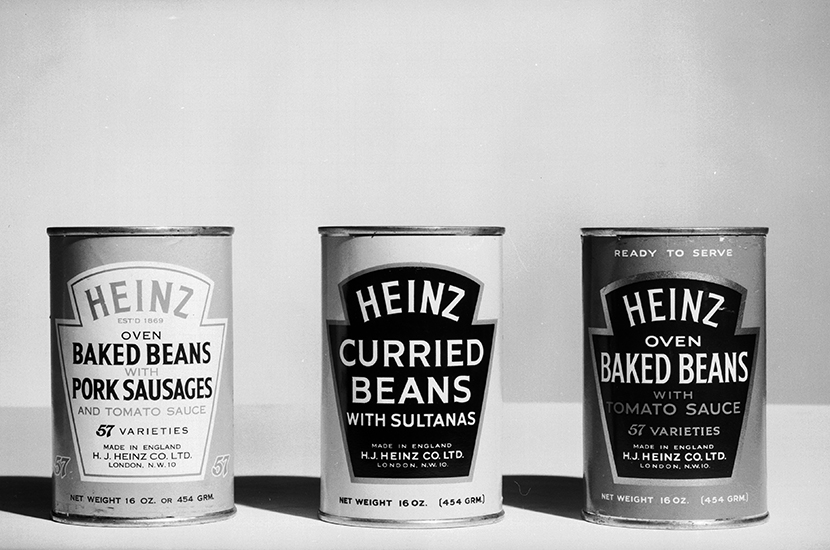 HEINZ
EST'D 1869
OVEN
BAKED BEANS
WITH
PORK SAUSAGES
AND TOMATO SAUCE
57 VARIETIES
MADE IN ENGLAND
H.J. HEINZ CO. LTD.
LONDON, N.W.10
57
57
NET WEIGHT 16 OZ. OR 454 GRM.
HEINZ
CURRIED
BEANS
WITH SULTANAS
MADE IN ENGLAND
H.J. HEINZ CO. LTD.
LONDON, N.W.10.
NET WEIGHT 16 OZ. (454 GRM.)
READY TO SERVE
HEINZ
OVEN
BAKED BEANS
WITH
TOMATO SAUCE
57 VARIETIES
MADE IN ENGLAND
H.J. HEINZ CO. LTD.
LONDON, N.W.10.
NET WEIGHT 16 OZ. (454 GRM.)